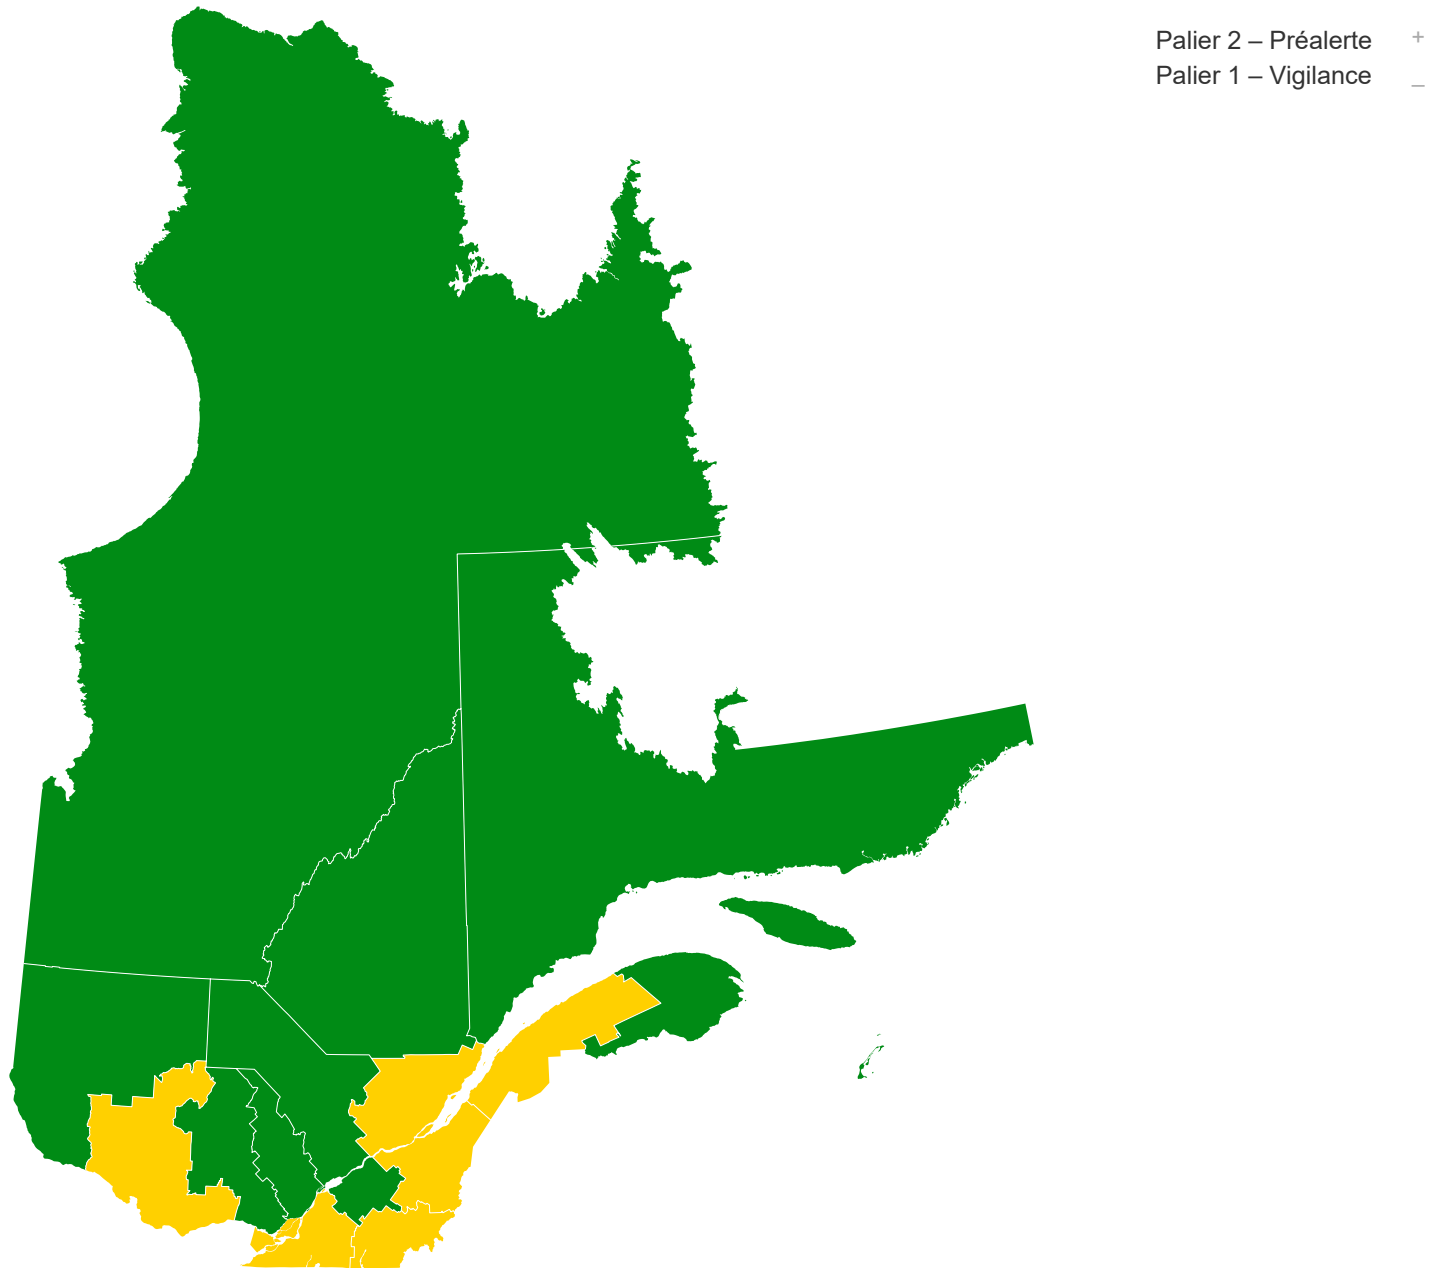 Palier 2 – Préalerte
Palier 1 – Vigilance
+
–